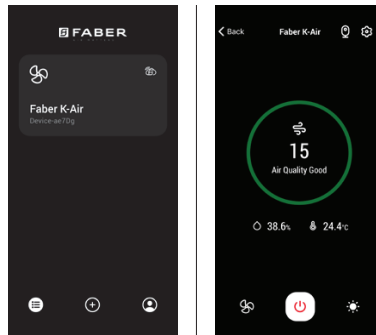 FABER
Faber K-Air
Device-ae70g
Back
Faber K-Air
15
Air Quality Good
38.6%
24.4°C